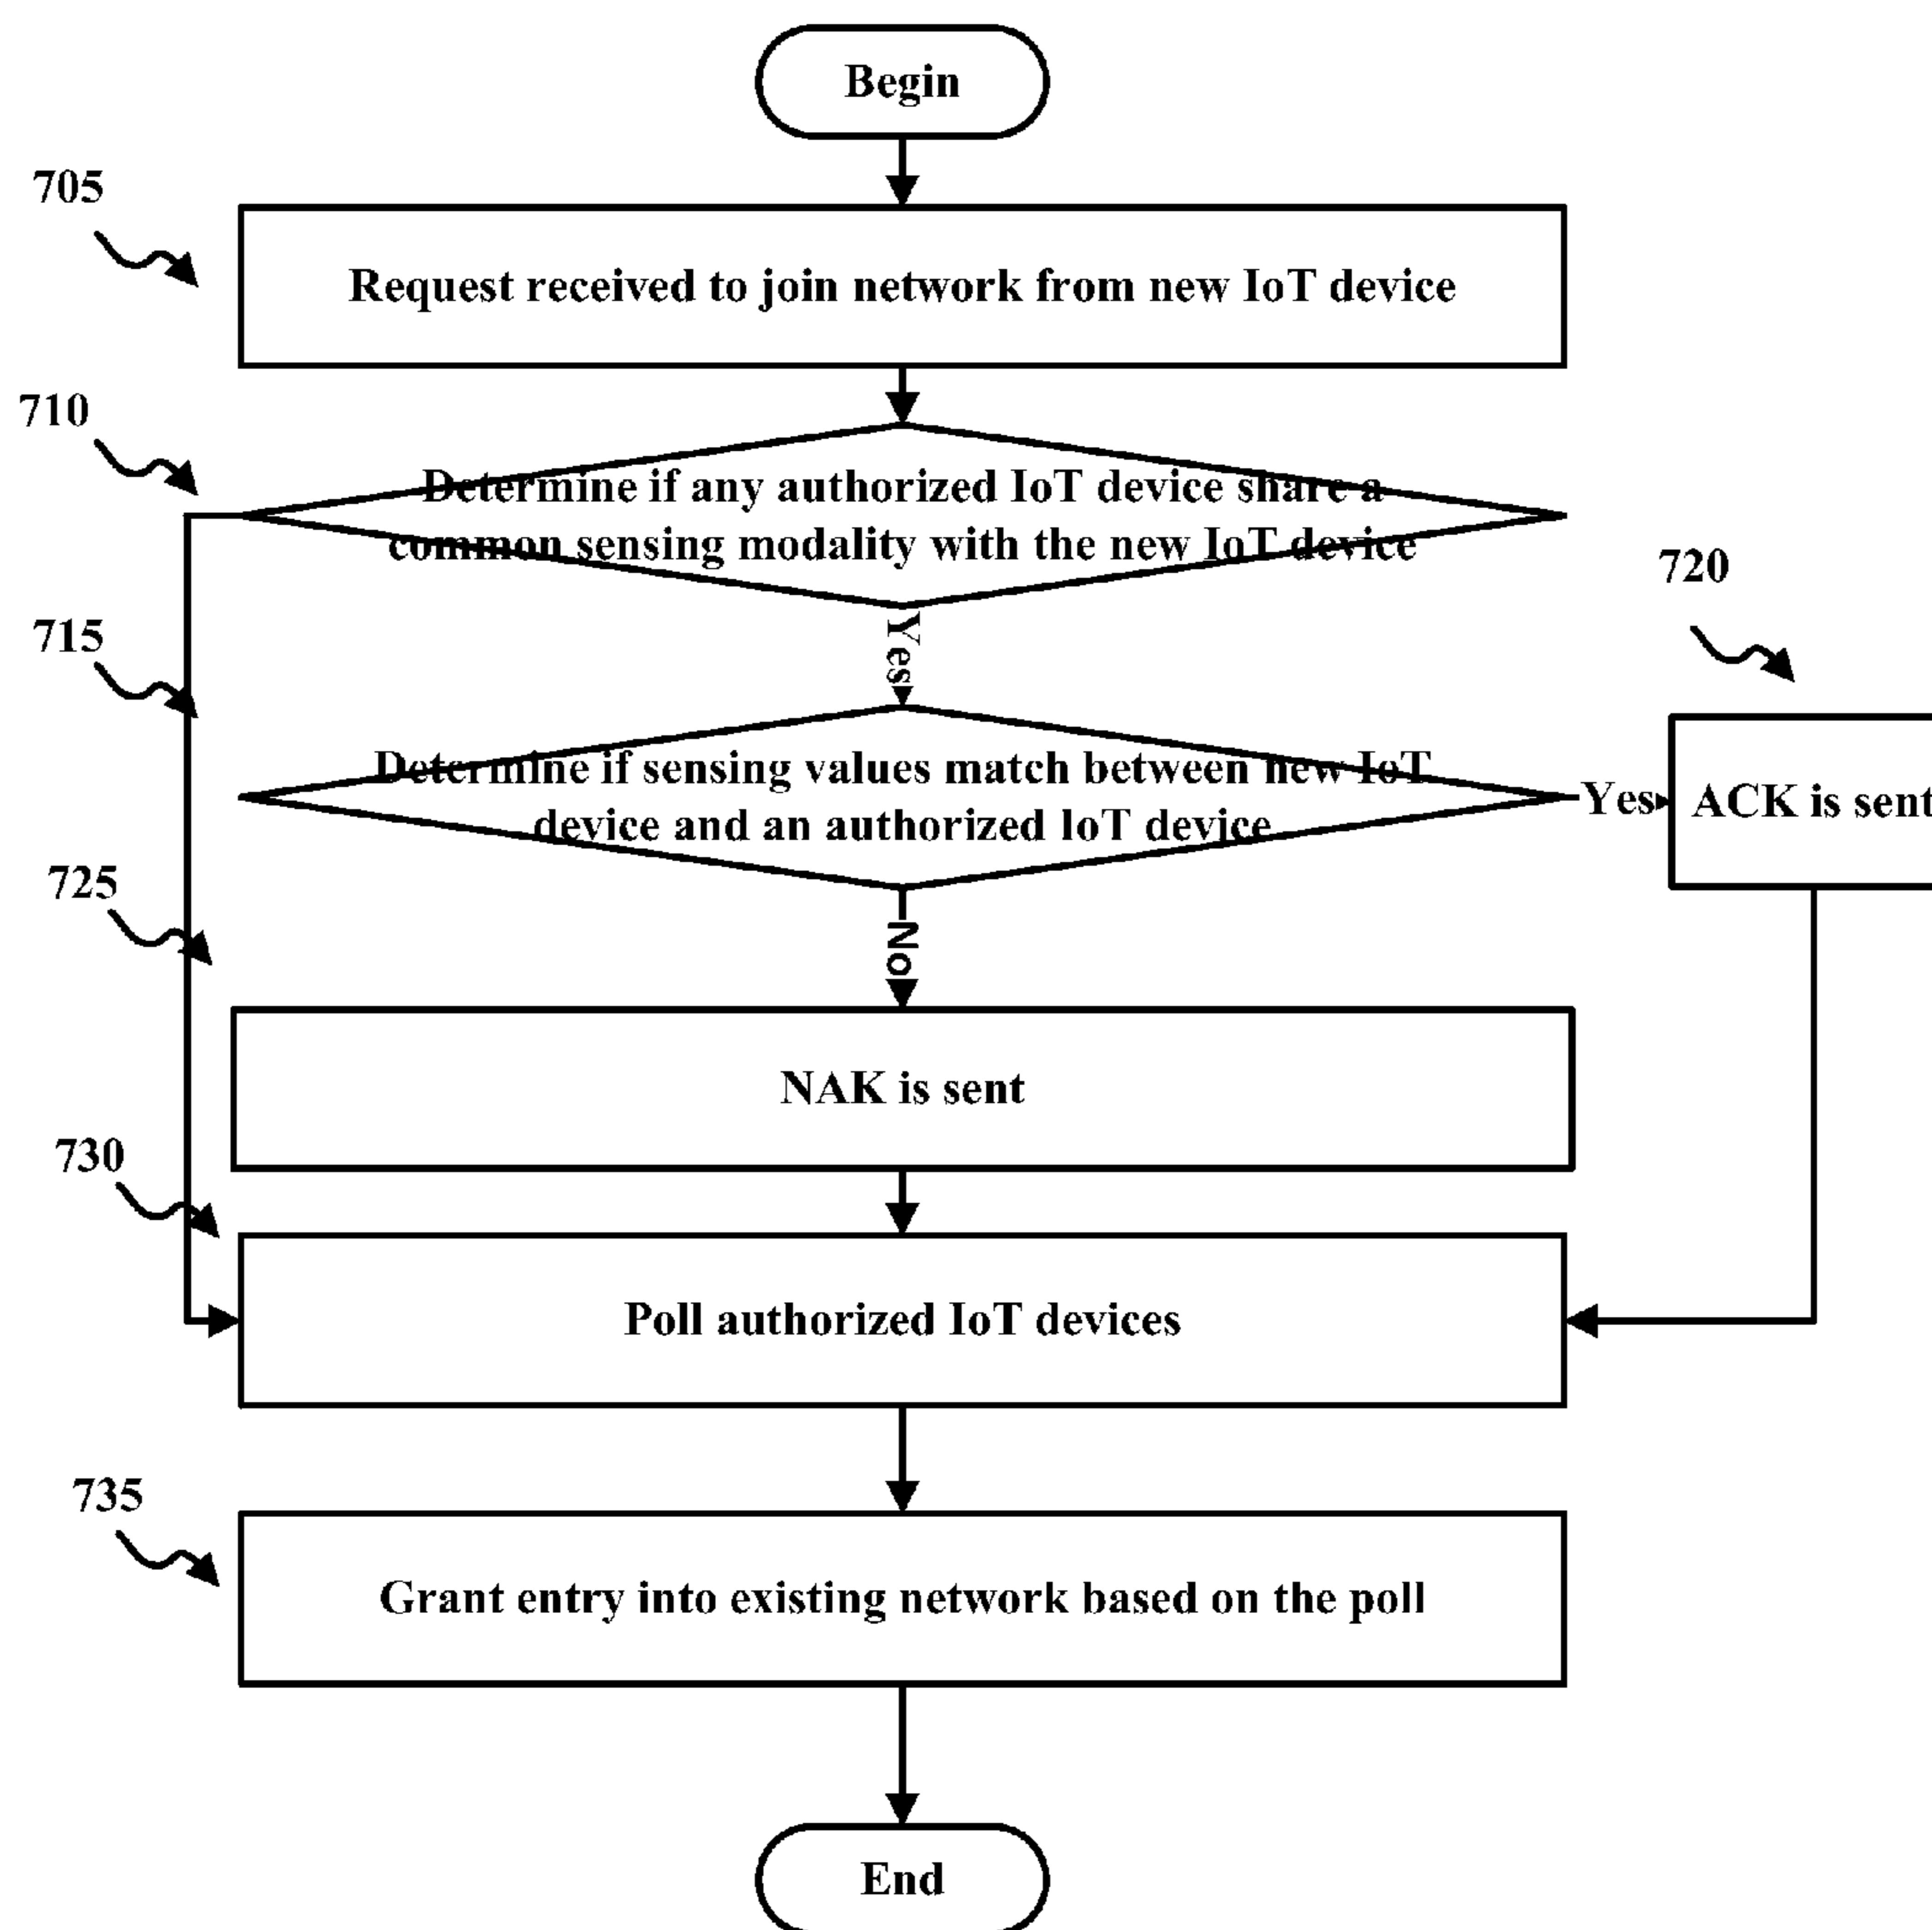 Begin
705
Request received to join network from new IoT device
710
Determine if any authorized IoT device share a
common sensing modality with the new IoT device
720
715
Yes
Determine if sensing values match between new IoT
device and an authorized IoT device
Yes
ACK is sent
725
No
NAK is sent
730
Poll authorized IoT devices
735
Grant entry into existing network based on the poll
End